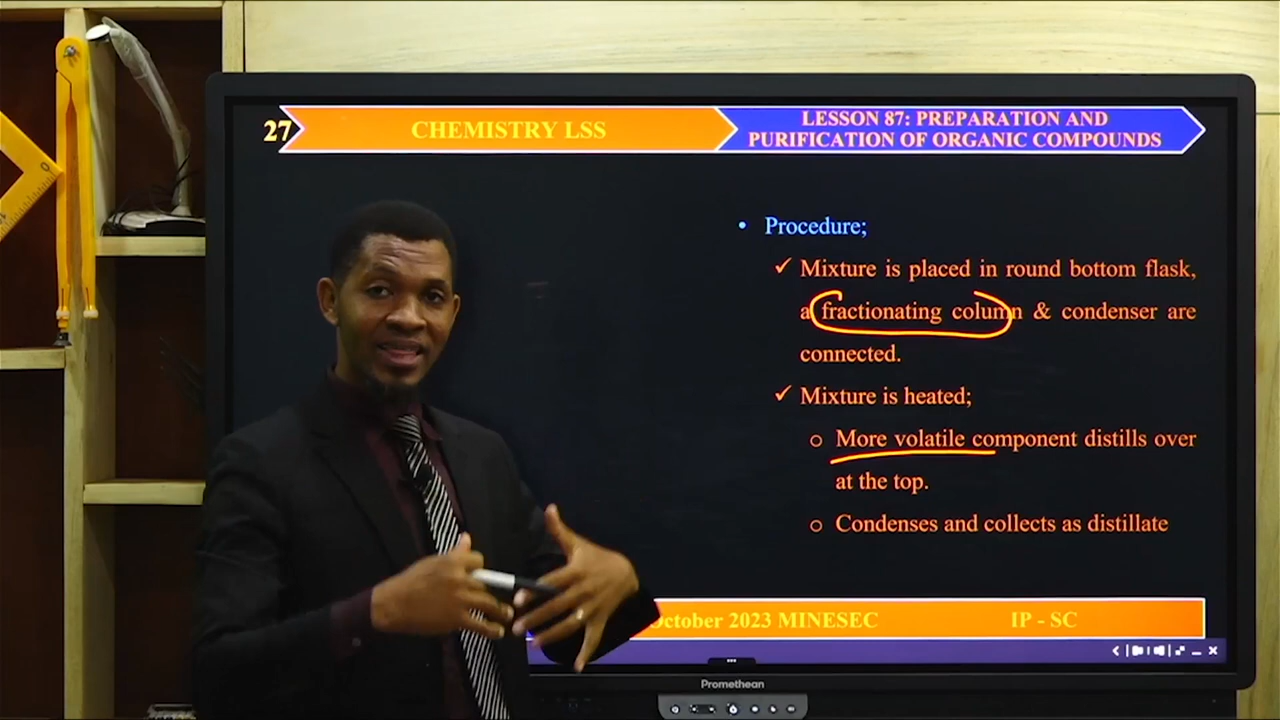 27
CHEMISTRY LSS
LESSON 87: PREPARATION AND
PURIFICATION OF ORGANIC COMPOUNDS
• Procedure;
✓ Mixture is placed in round bottom flask,
a fractionating column & condenser are
connected.
✓ Mixture is heated;
o More volatile component distills over
at the top.
o Condenses and collects as distillate
October 2023 MINESEC
IP - SC
Promethean